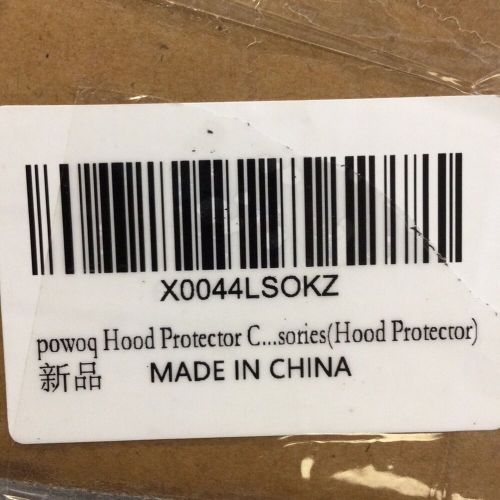 X0044LSOKZ
powoq Hood Protector C...sories(Hood Protector)
新品 MADE IN CHINA